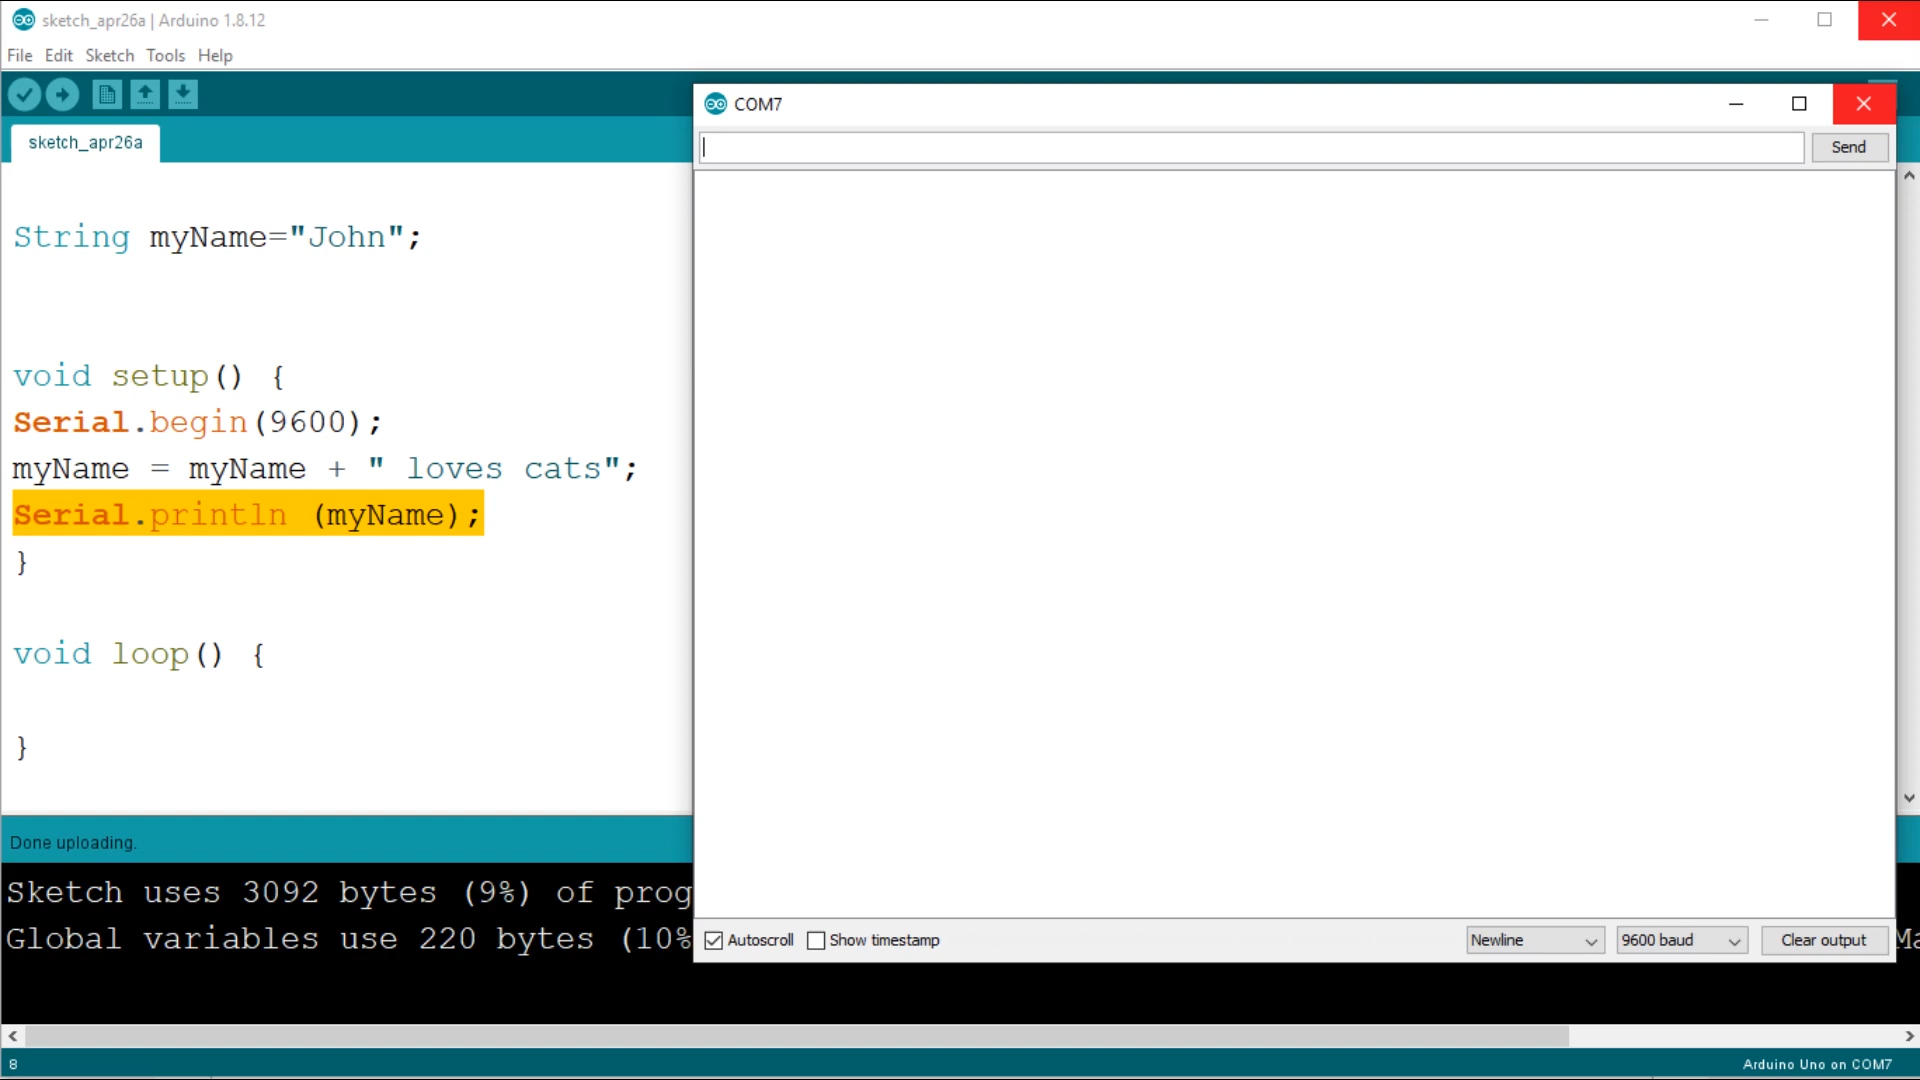 sketch_apr26a | Arduino 1.8.12
File Edit Sketch Tools Help
sketch_apr26a
String myName="John";
void setup() {
Serial.begin(9600);
myName = myName + " loves cats";
Serial.println (myName);
}
void loop() {
}
COM7
Send
Autoscroll Show timestamp Newline 9600 baud Clear output
Done uploading.
Sketch uses 3092 bytes (9%) of prog
Global variables use 220 bytes (10% Ma
8 Arduino Uno on COM7